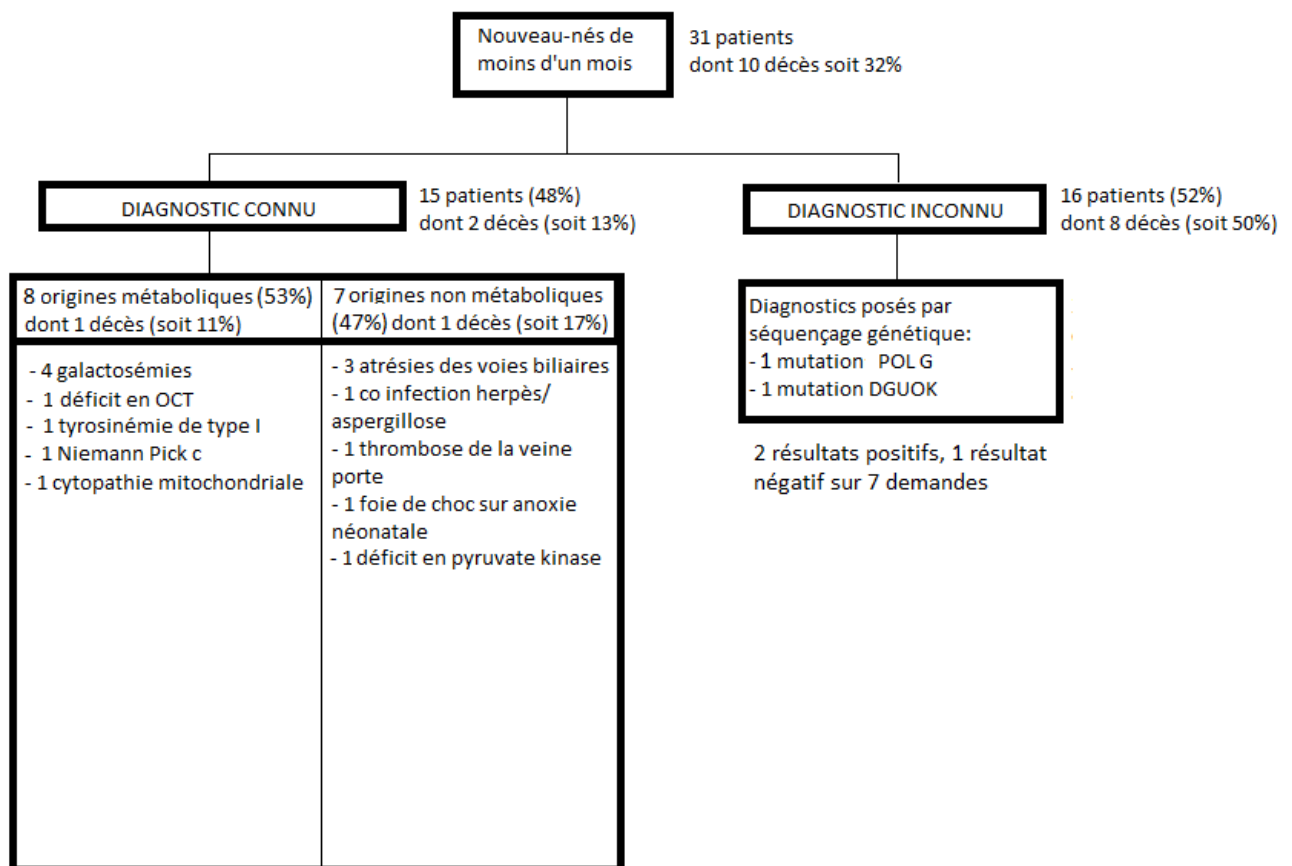 Nouveau-nés de
moins d'un mois
31 patients
dont 10 décès soit 32%
DIAGNOSTIC CONNU
15 patients (48%)
dont 2 décès (soit 13%)
DIAGNOSTIC INCONNU
16 patients (52%)
dont 8 décès (soit 50%)
8 origines métaboliques (53%)
dont 1 décès (soit 11%)
7 origines non métaboliques
(47%) dont 1 décès (soit 17%)
- 4 galactosémies
- 1 déficit en OCT
- 1 tyrosinémie de type I
- 1 Niemann Pick c
- 1 cytopathie mitochondriale
- 3 atrésies des voies biliaires
- 1 co infection herpès/
aspergillose
- 1 thrombose de la veine
porte
- 1 foie de choc sur anoxie
néonatale
- 1 déficit en pyruvate kinase
Diagnostics posés par
séquençage génétique:
- 1 mutation POL G
- 1 mutation DGUOK
2 résultats positifs, 1 résultat
négatif sur 7 demandes